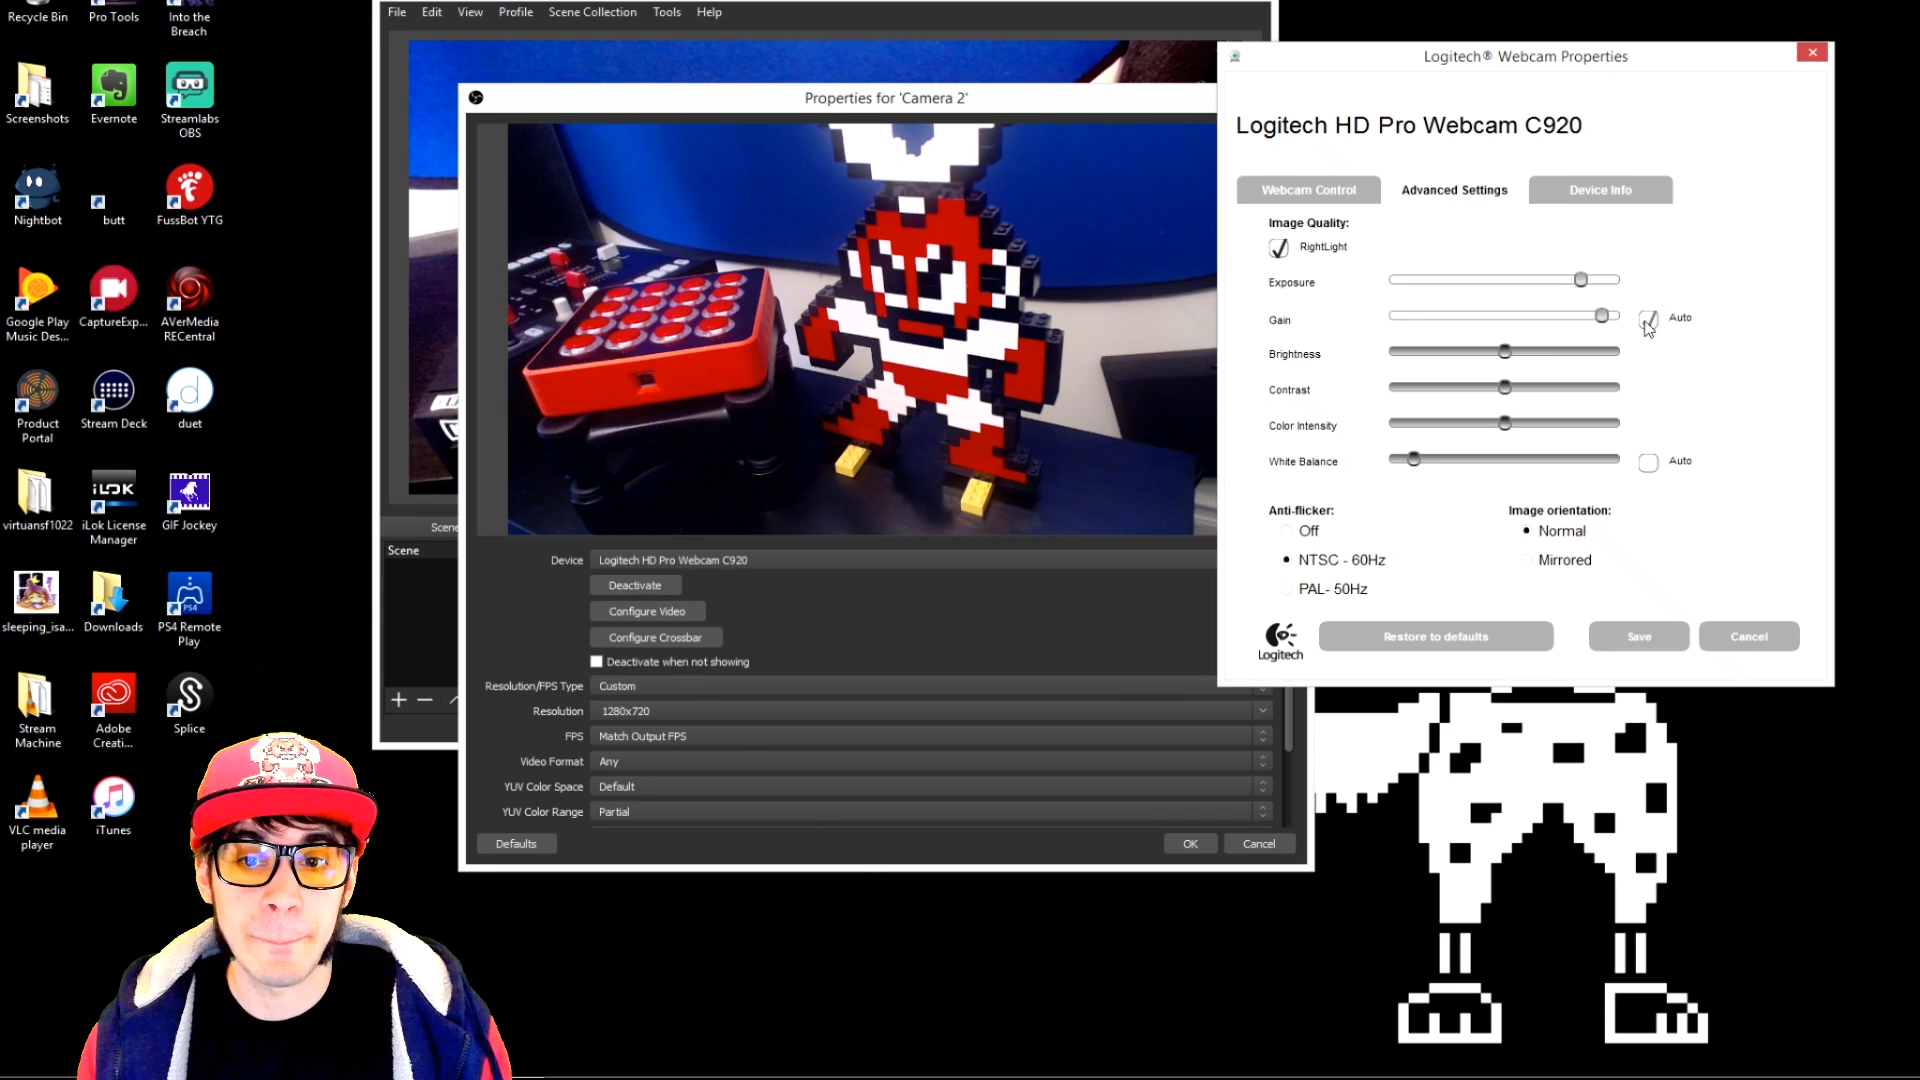 Recycle Bin
Pro Tools
Into the
Breach
Screenshots
Evernote
Streamlabs
OBS
Nightbot
butt
FussBot YTG
Google Play
Music Des...
CaptureExp...
AVerMedia
RECentral
Product
Portal
Stream Deck
duet
virtuansf1022
iLOK
iLok License
Manager
GIF Jockey
sleeping_isa...
Downloads
PS4
PS4 Remote
Play
Stream
Machine
Adobe
Creati...
Splice
VLC media
player
iTunes
File Edit View Profile Scene Collection Tools Help
Scene
Scene
Properties for 'Camera 2'
Device Logitech HD Pro Webcam C920
Deactivate
Configure Video
Configure Crossbar
Deactivate when not showing
Resolution/FPS Type Custom
Resolution 1280x720
FPS Match Output FPS
Video Format Any
YUV Color Space Default
YUV Color Range Partial
Defaults OK Cancel
Logitech® Webcam Properties
Logitech HD Pro Webcam C920
Webcam Control Advanced Settings Device Info
Image Quality:
RightLight
Exposure
Gain Auto
Brightness
Contrast
Color Intensity
White Balance Auto
Anti-flicker: Image orientation:
Off Normal
NTSC - 60Hz Mirrored
PAL- 50Hz
Logitech
Restore to defaults Save Cancel